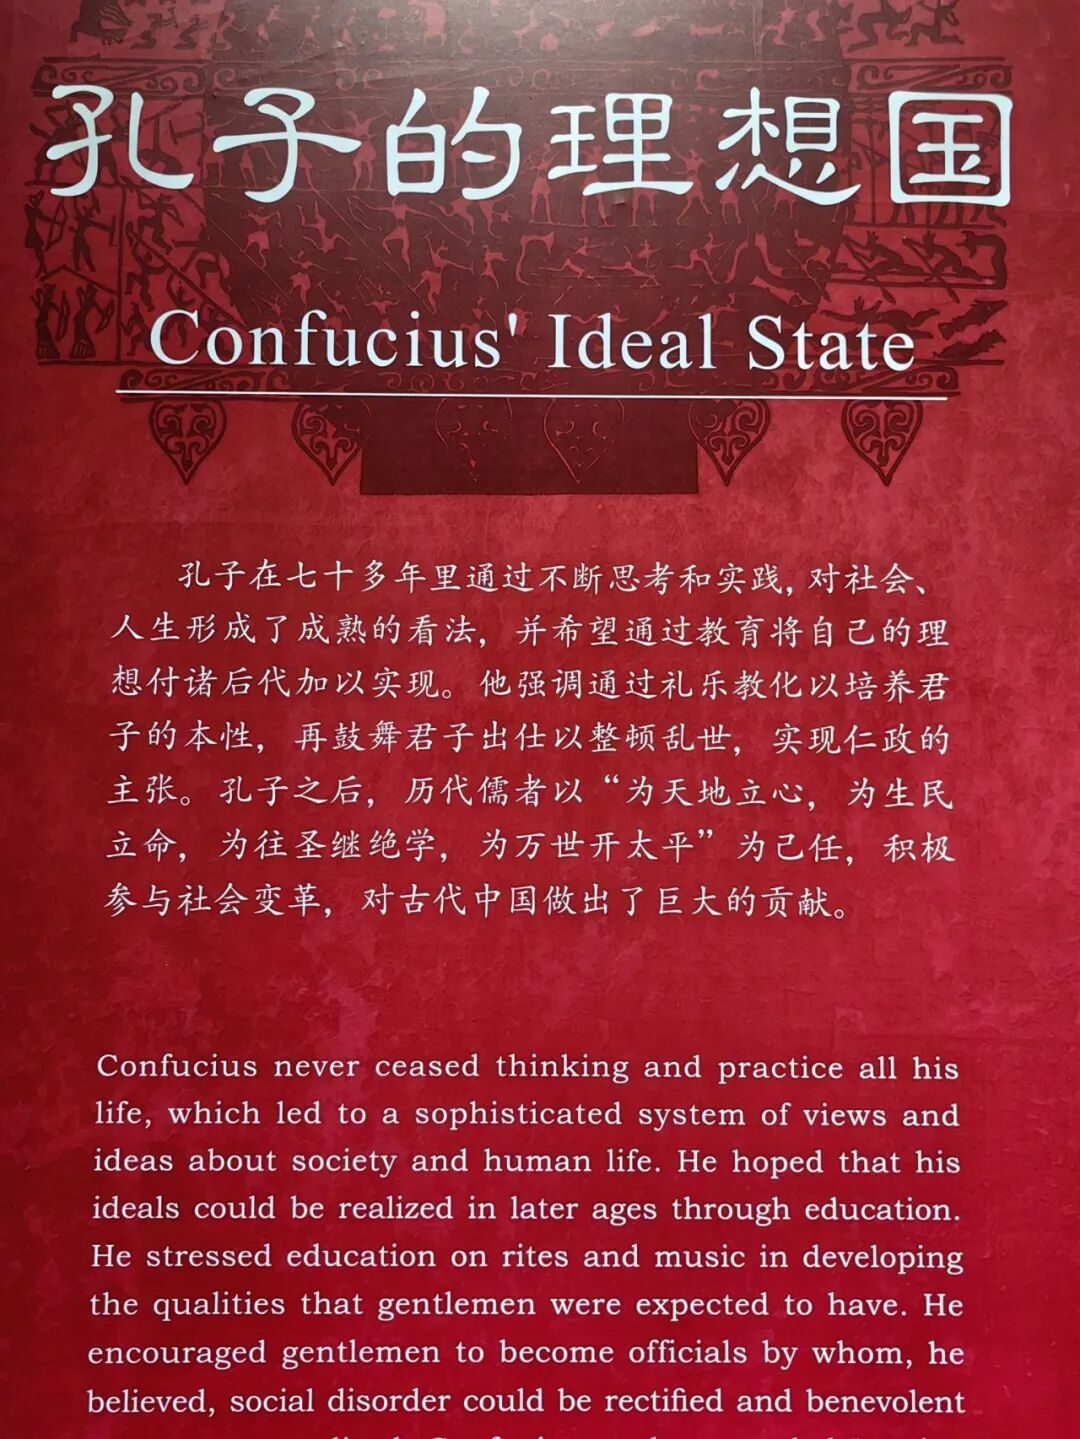 孔子的理想国
Confucius' Ideal State
孔子在七十多年里通过不断思考和实践，对社会、
人生形成了成熟的看法，并希望通过教育将自己的理
想付诸后代加以实现。他强调通过礼乐教化以培养君
子的本性，再鼓舞君子出仕以整顿乱世，实现仁政的
主张。孔子之后，历代儒者以“为天地立心，为生民
立命，为往圣继绝学，为万世开太平”为己任，积极
参与社会变革，对古代中国做出了巨大的贡献。
Confucius never ceased thinking and practice all his
life, which led to a sophisticated system of views and
ideas about society and human life. He hoped that his
ideals could be realized in later ages through education.
He stressed education on rites and music in developing
the qualities that gentlemen were expected to have. He
encouraged gentlemen to become officials by whom, he
believed, social disorder could be rectified and benevolent